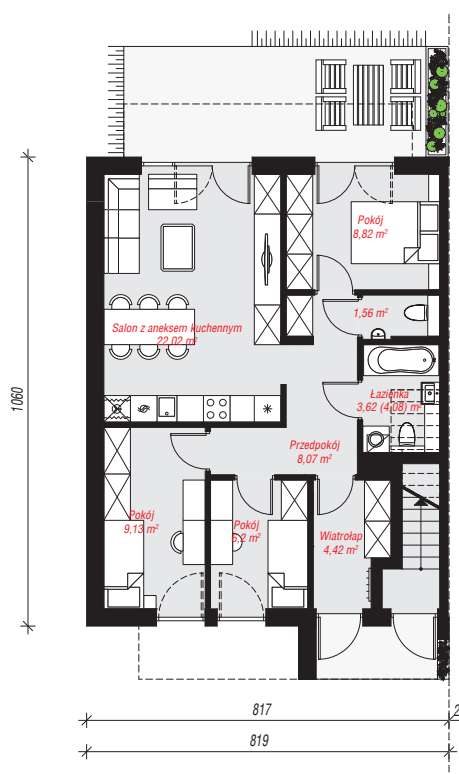 Pokój
8,82 m²
1,56 m²
Salon z aneksem kuchennym
22,02 m²
Łazienka
3,62 (4,08) m²
1060
Przedpokój
8,07 m²
Pokój
9,13 m²
Pokój
6,2 m²
Wiatrołap
4,42 m²
817
2
819